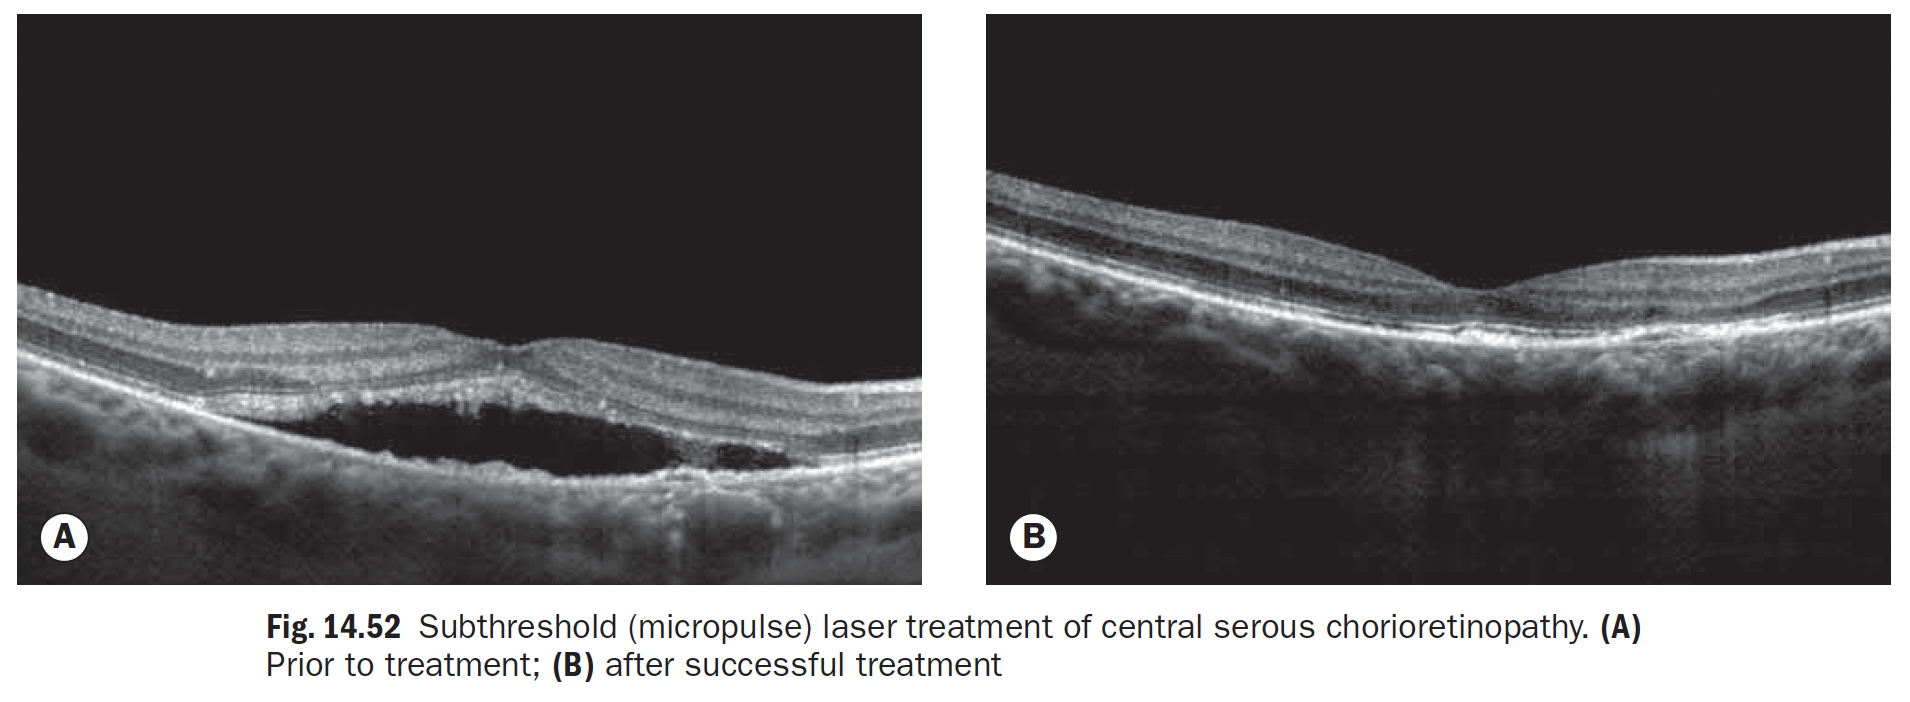 A
B
Fig. 14.52 Subthreshold (micropulse) laser treatment of central serous chorioretinopathy. (A)
Prior to treatment; (B) after successful treatment